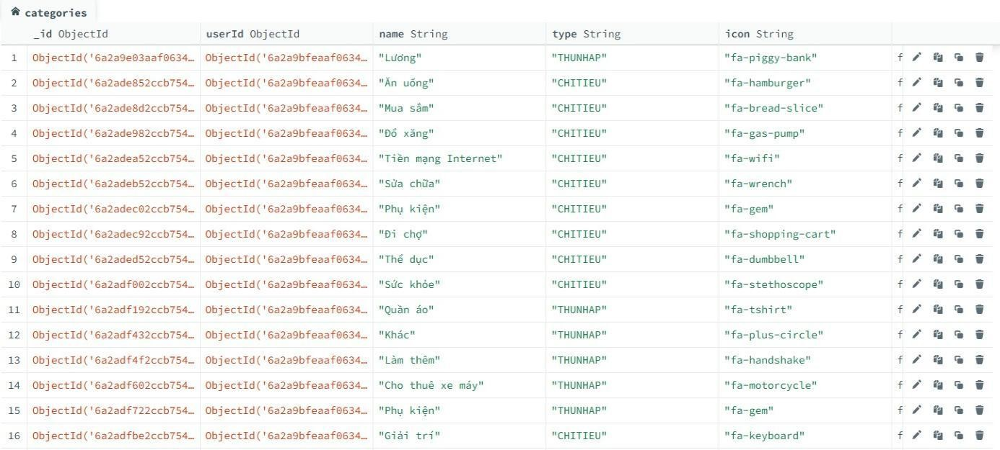 categories
_id ObjectId userId ObjectId name String type String icon String
1 ObjectId('6a2a9e03aaf0634… ObjectId('6a2a9bfeaaf0634… "Lương" "THUNHAP" "fa-piggy-bank" f
2 ObjectId('6a2ade852ccb754… ObjectId('6a2a9bfeaaf0634… "Ăn uống" "CHITIEU" "fa-hamburger" f
3 ObjectId('6a2ade8d2ccb754… ObjectId('6a2a9bfeaaf0634… "Mua sắm" "CHITIEU" "fa-bread-slice" f
4 ObjectId('6a2ade982ccb754… ObjectId('6a2a9bfeaaf0634… "Đổ xăng" "CHITIEU" "fa-gas-pump" f
5 ObjectId('6a2adea52ccb754… ObjectId('6a2a9bfeaaf0634… "Tiền mạng Internet" "CHITIEU" "fa-wifi" f
6 ObjectId('6a2adeb52ccb754… ObjectId('6a2a9bfeaaf0634… "Sửa chữa" "CHITIEU" "fa-wrench" f
7 ObjectId('6a2adec02ccb754… ObjectId('6a2a9bfeaaf0634… "Phụ kiện" "CHITIEU" "fa-gem" f
8 ObjectId('6a2adec92ccb754… ObjectId('6a2a9bfeaaf0634… "Đi chợ" "CHITIEU" "fa-shopping-cart" f
9 ObjectId('6a2aded52ccb754… ObjectId('6a2a9bfeaaf0634… "Thể dục" "CHITIEU" "fa-dumbbell" f
10 ObjectId('6a2adf002ccb754… ObjectId('6a2a9bfeaaf0634… "Sức khỏe" "CHITIEU" "fa-stethoscope" f
11 ObjectId('6a2adf192ccb754… ObjectId('6a2a9bfeaaf0634… "Quần áo" "THUNHAP" "fa-tshirt" f
12 ObjectId('6a2adf432ccb754… ObjectId('6a2a9bfeaaf0634… "Khác" "THUNHAP" "fa-plus-circle" f
13 ObjectId('6a2adf4f2ccb754… ObjectId('6a2a9bfeaaf0634… "Làm thêm" "THUNHAP" "fa-handshake" f
14 ObjectId('6a2adf602ccb754… ObjectId('6a2a9bfeaaf0634… "Cho thuê xe máy" "THUNHAP" "fa-motorcycle" f
15 ObjectId('6a2adf722ccb754… ObjectId('6a2a9bfeaaf0634… "Phụ kiện" "THUNHAP" "fa-gem" f
16 ObjectId('6a2adfbe2ccb754… ObjectId('6a2a9bfeaaf0634… "Giải trí" "CHITIEU" "fa-keyboard" f